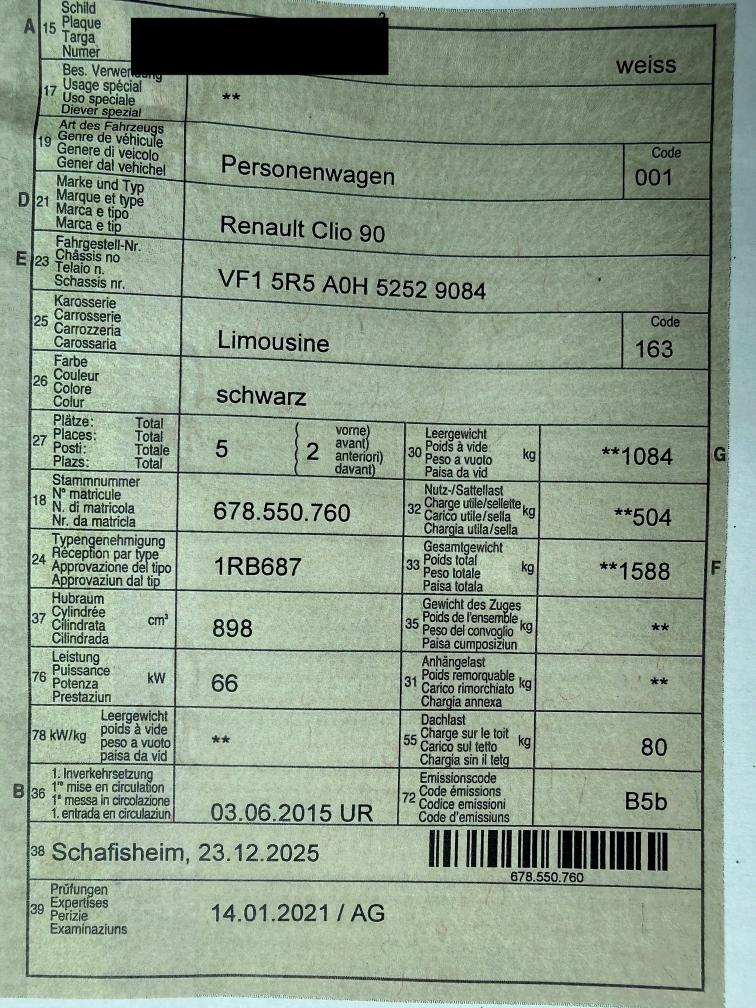 A 15 Schild
Plaque
Targa
Numer
weiss
17 Bes. Verwendung
Usage spécial
Uso speciale
Diever spezial
**
19 Art des Fahrzeugs
Genre de véhicule
Genere di veicolo
Gener dal vehichel
Personenwagen
Code
001
D 21 Marke und Typ
Marque et type
Marca e tipo
Marca e tip
Renault Clio 90
E 23 Fahrgestell-Nr.
Châssis no
Telaio n.
Schassis nr.
VF1 5R5 A0H 5252 9084
25 Karosserie
Carrosserie
Carrozzeria
Carossaria
Limousine
Code
163
26 Farbe
Couleur
Colore
Colur
schwarz
27 Plätze: Total
Places: Total
Posti: Totale
Plazs: Total
5
2
vorne)
avant)
anteriori)
davant)
30 Leergewicht
Poids à vide
Peso a vuoto
Paisa da vid
kg
**1084
G
18 Stammnummer
N° matricule
N. di matricola
Nr. da matricla
678.550.760
32 Nutz-/Sattellast
Charge utile/sellette
Carico utile/sella
Chargia utila/sella
kg
**504
24 Typengenehmigung
Réception par type
Approvazione del tipo
Approvaziun dal tip
1RB687
33 Gesamtgewicht
Poids total
Peso totale
Paisa totala
kg
**1588
F
37 Hubraum
Cylindrée
Cilindrata
Cilindrada
cm³
898
35 Gewicht des Zuges
Poids de l'ensemble
Peso del convoglio
Paisa cumposiziun
kg
**
76 Leistung
Puissance
Potenza
Prestaziun
kW
66
31 Anhängelast
Poids remorquable
Carico rimorchiato
Chargia annexa
kg
**
78 kW/kg
Leergewicht
poids à vide
peso a vuoto
paisa da vid
**
55 Dachlast
Charge sur le toit
Carico sul tetto
Chargia sin il tetg
kg
80
B 36 1. Inverkehrsetzung
1re mise en circulation
1a messa in circolazione
1. entrada en circulaziun
03.06.2015 UR
72 Emissionscode
Code émissions
Codice emissioni
Code d'emissiuns
B5b
38 Schafisheim, 23.12.2025
678.550.760
39 Prüfungen
Expertises
Perizie
Examinaziuns
14.01.2021 / AG